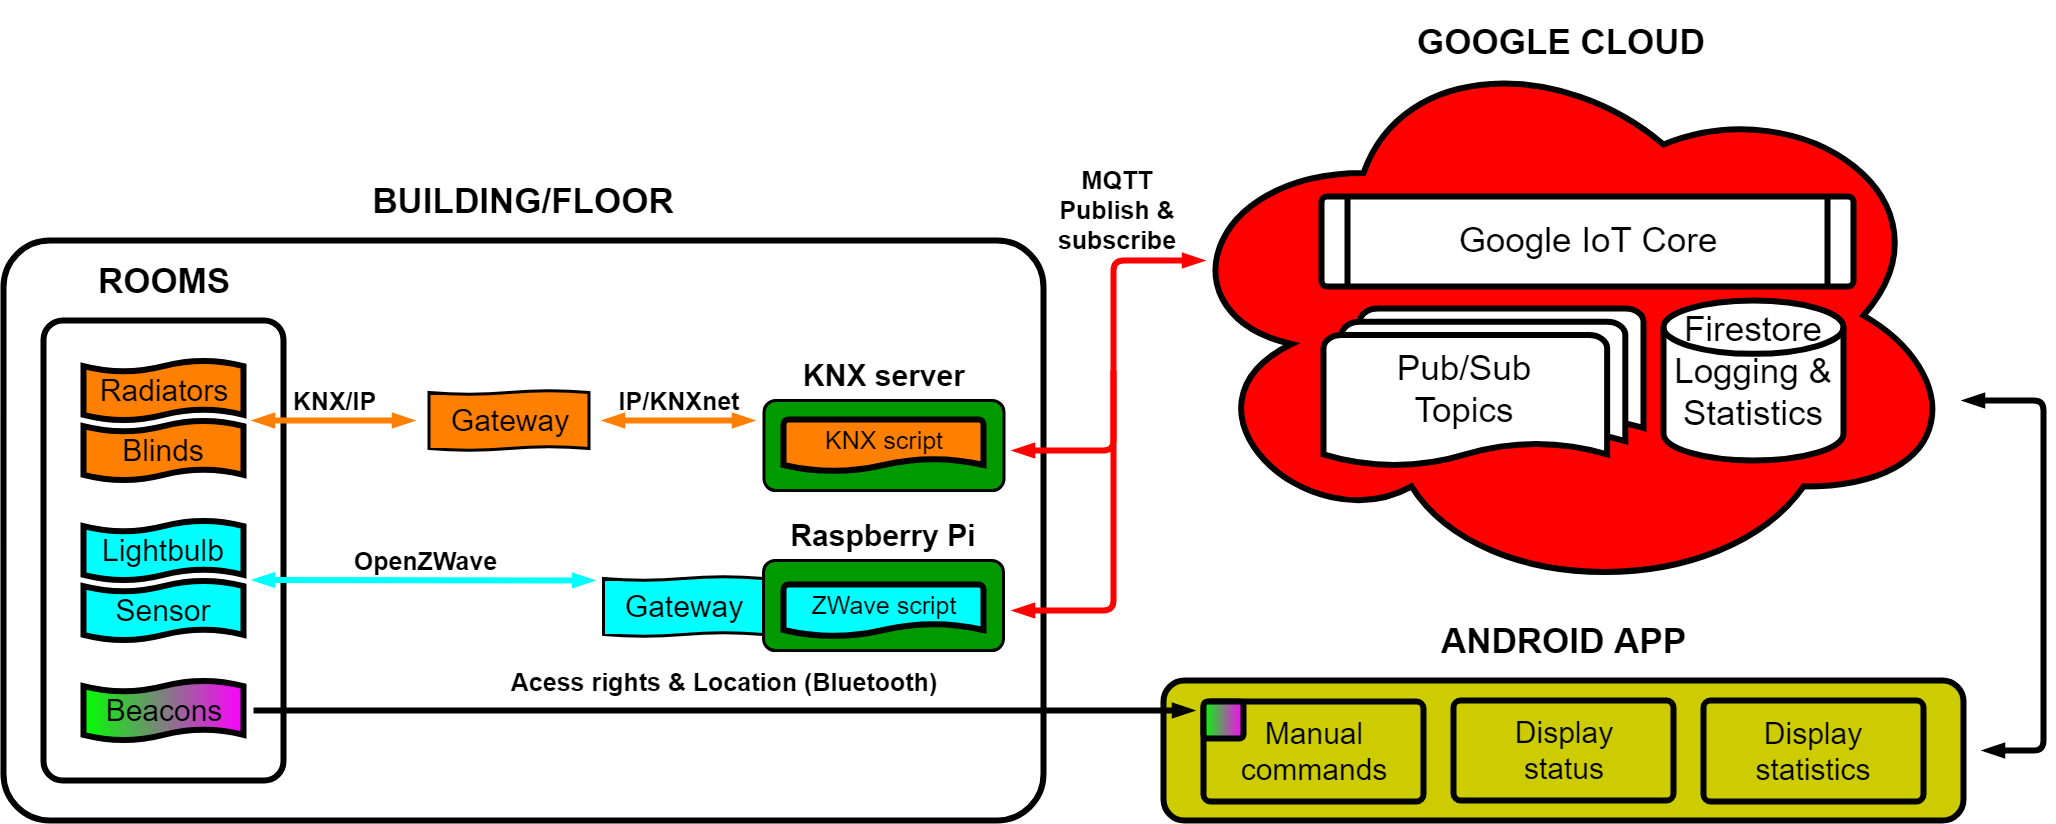 GOOGLE CLOUD
MQTT
Publish &
subscribe
BUILDING/FLOOR
Google IoT Core
ROOMS
Firestore
Logging &
Statistics
Pub/Sub
Topics
KNX server
Radiators
KNX/IP
IP/KNXnet
Gateway
KNX script
Blinds
Raspberry Pi
Lightbulb
OpenZWave
Sensor
Gateway
ZWave script
ANDROID APP
Acess rights & Location (Bluetooth)
Beacons
Manual
commands
Display
status
Display
statistics